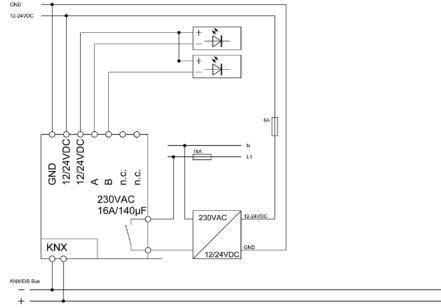 GND
12-24VDC
+
−
+
−
6A
N
16A
L1
GND
12/24VDC
12/24VDC
A
B
n.c.
n.c.
230VAC
16A/140µF
KNX
230VAC
12/24VDC
12-24VDC
GND
KNX/EIB Bus
−
+